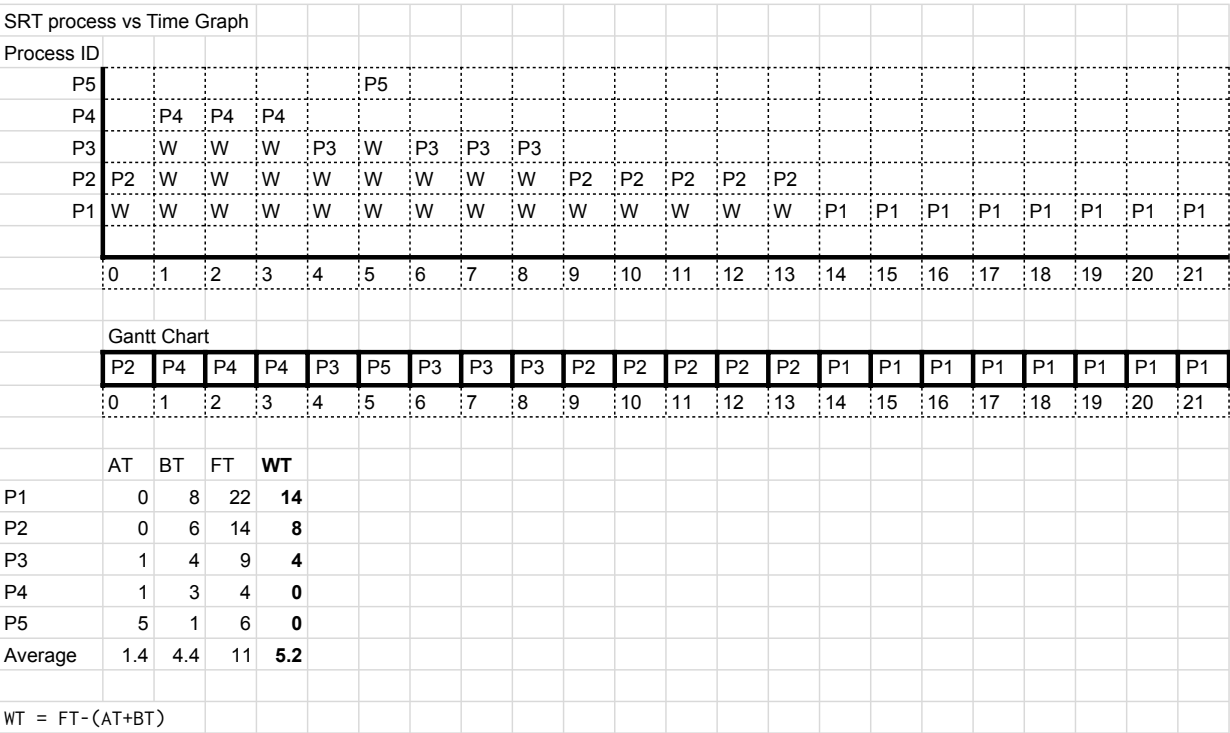 SRT process vs Time Graph
Process ID
P5 P5
P4 P4 P4 P4
P3 W W W P3 W P3 P3 P3
P2 P2 W W W W W W W W P2 P2 P2 P2 P2
P1 W W W W W W W W W W W W W W P1 P1 P1 P1 P1 P1 P1 P1
0 1 2 3 4 5 6 7 8 9 10 11 12 13 14 15 16 17 18 19 20 21
Gantt Chart
P2 P4 P4 P4 P3 P5 P3 P3 P3 P2 P2 P2 P2 P2 P1 P1 P1 P1 P1 P1 P1 P1
0 1 2 3 4 5 6 7 8 9 10 11 12 13 14 15 16 17 18 19 20 21
AT BT FT WT
P1 0 8 22 14
P2 0 6 14 8
P3 1 4 9 4
P4 1 3 4 0
P5 5 1 6 0
Average 1.4 4.4 11 5.2
WT = FT-(AT+BT)